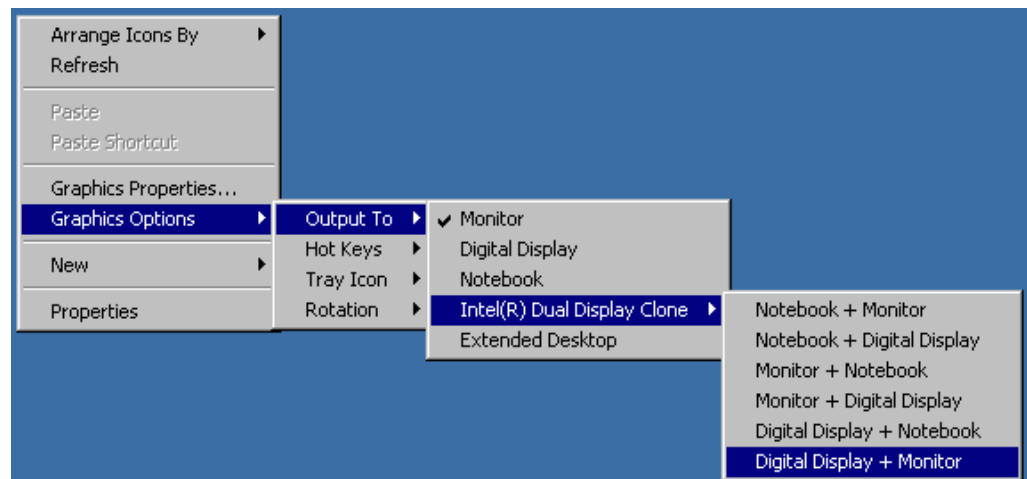 Arrange Icons By
Refresh
Paste
Paste Shortcut
Graphics Properties...
Graphics Options
New
Properties
Output To
Hot Keys
Tray Icon
Rotation
Monitor
Digital Display
Notebook
Intel(R) Dual Display Clone
Extended Desktop
Notebook + Monitor
Notebook + Digital Display
Monitor + Notebook
Monitor + Digital Display
Digital Display + Notebook
Digital Display + Monitor